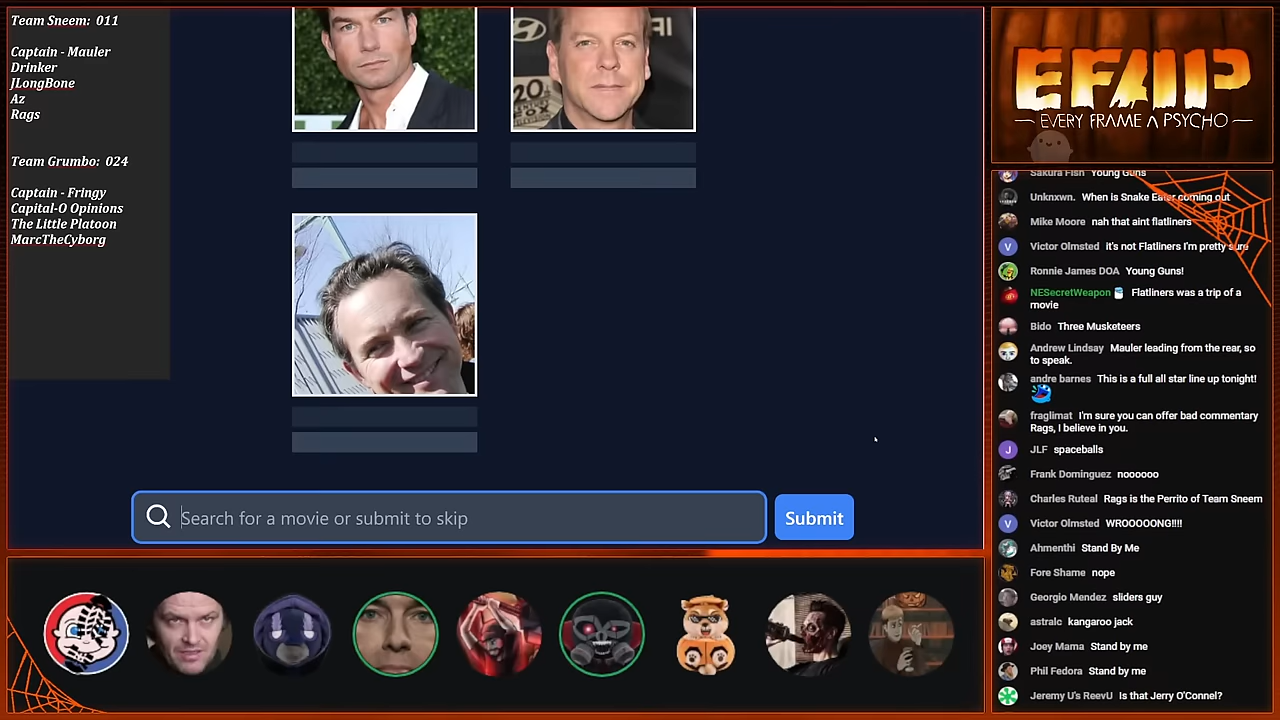 Team Sneem: 011
Captain - Mauler
Drinker
JLongBone
Az
Rags
Team Grumbo: 024
Captain - Fringy
Capital-O Opinions
The Little Platoon
MarcTheCyborg
Search for a movie or submit to skip
Submit
EFAP
EVERY FRAME A PSYCHO
Sakura Fish Young Guns
Unknxwn. When is Snake Eater coming out
Mike Moore nah that aint flatliners
V Victor Olmsted it's not Flatliners I'm pretty sure
Ronnie James DOA Young Guns!
NESecretWeapon Flatliners was a trip of a
movie
Bido Three Musketeers
Andrew Lindsay Mauler leading from the rear, so
to speak.
andre barnes This is a full all star line up tonight!
fraglimat I'm sure you can offer bad commentary
Rags, I believe in you.
J JLF spaceballs
Frank Dominguez noooooo
Charles Ruteal Rags is the Perrito of Team Sneem
V Victor Olmsted WROOOOONG!!!!
Ahmenthi Stand By Me
Fore Shame nope
Georgio Mendez sliders guy
astralc kangaroo jack
Joey Mama Stand by me
Phil Fedora Stand by me
Jeremy U's ReevU Is that Jerry O'Connel?